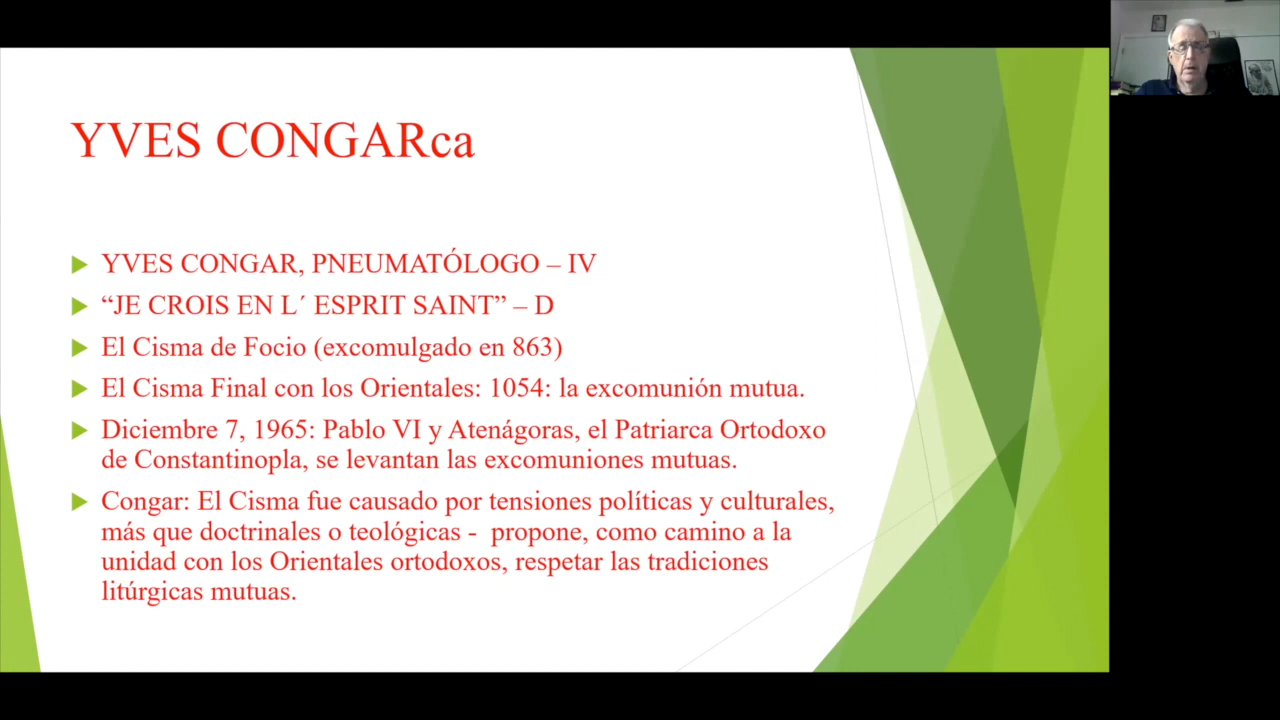 YVES CONGARca
YVES CONGAR, PNEUMATÓLOGO – IV
“JE CROIS EN L´ ESPRIT SAINT” – D
El Cisma de Focio (excomulgado en 863)
El Cisma Final con los Orientales: 1054: la excomunión mutua.
Diciembre 7, 1965: Pablo VI y Atenágoras, el Patriarca Ortodoxo
de Constantinopla, se levantan las excomuniones mutuas.
Congar: El Cisma fue causado por tensiones políticas y culturales,
más que doctrinales o teológicas - propone, como camino a la
unidad con los Orientales ortodoxos, respetar las tradiciones
litúrgicas mutuas.